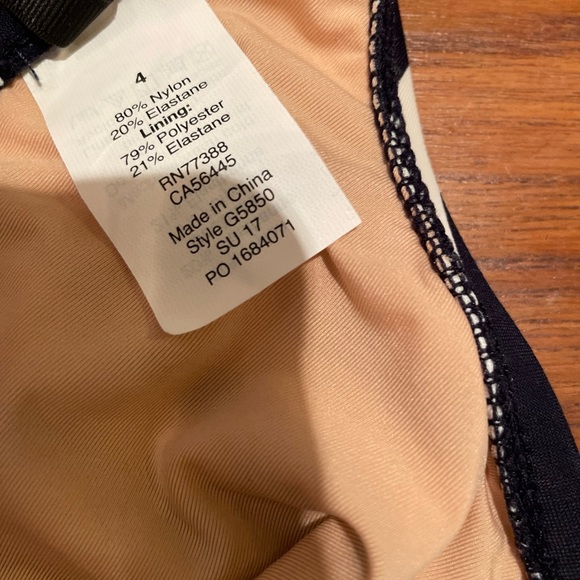 4
80% Nylon
20% Elastane
Lining:
79% Polyester
21% Elastane
RN77388
CA56445
Made in China
Style G5850
SU 17
PO 1684071